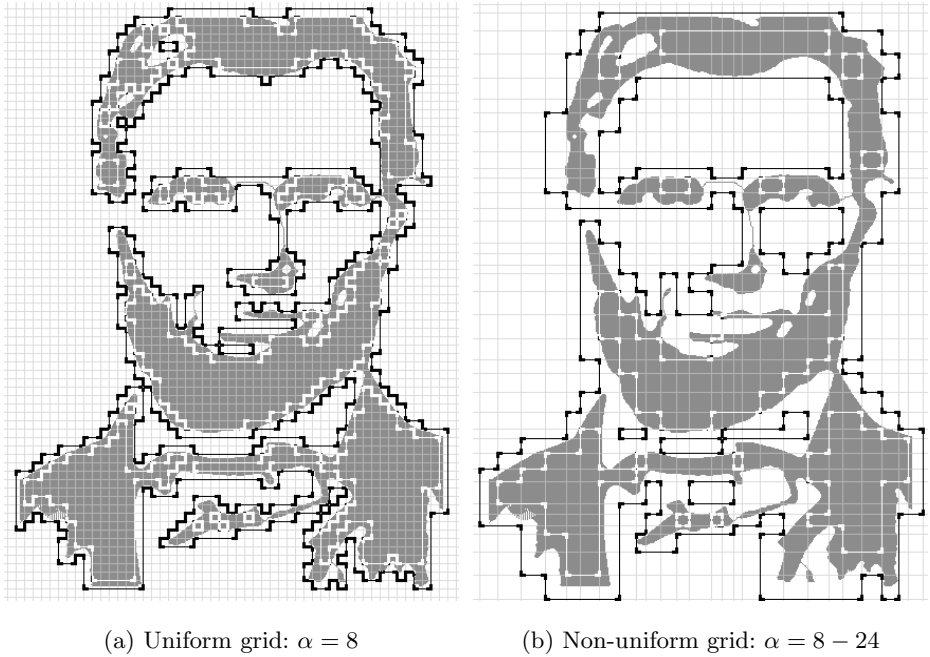 (a) Uniform grid: α = 8
(b) Non-uniform grid: α = 8 − 24